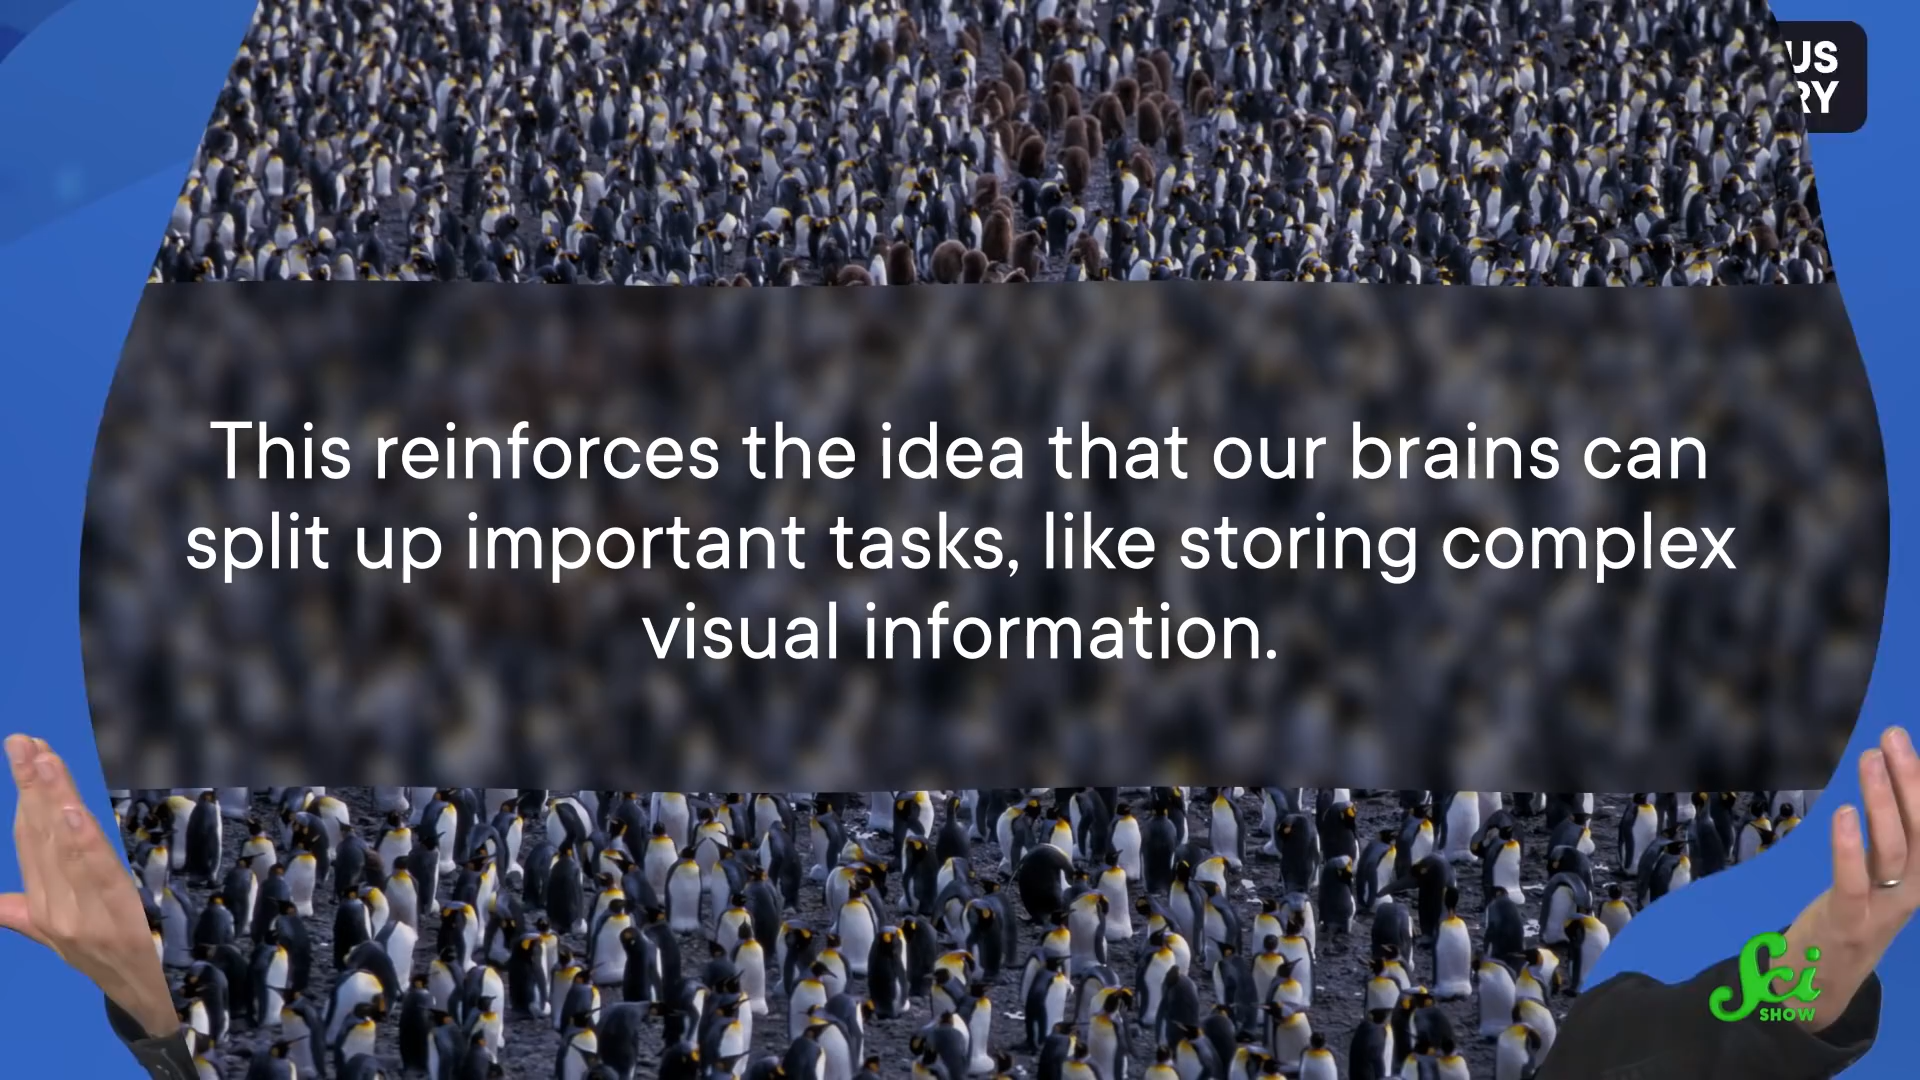 US
RY
This reinforces the idea that our brains can
split up important tasks, like storing complex
visual information.
Sci
SHOW